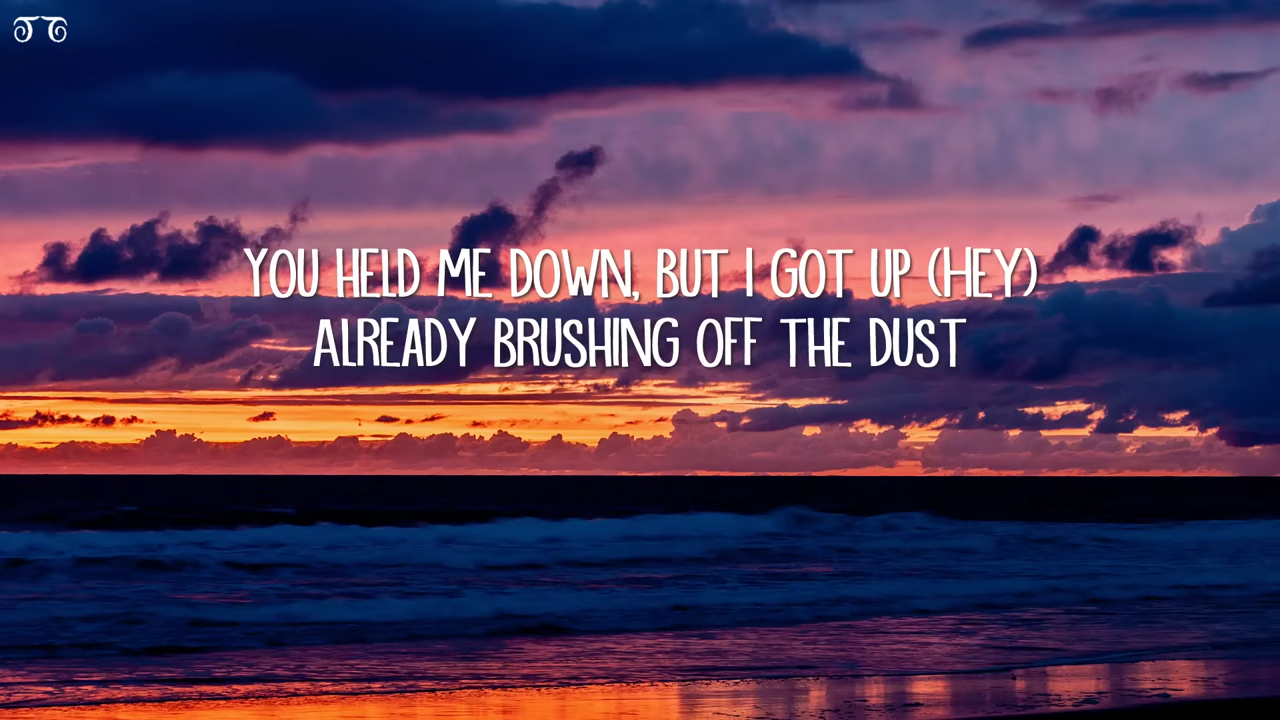 YOU HELD ME DOWN, BUT I GOT UP (HEY)
ALREADY BRUSHING OFF THE DUST